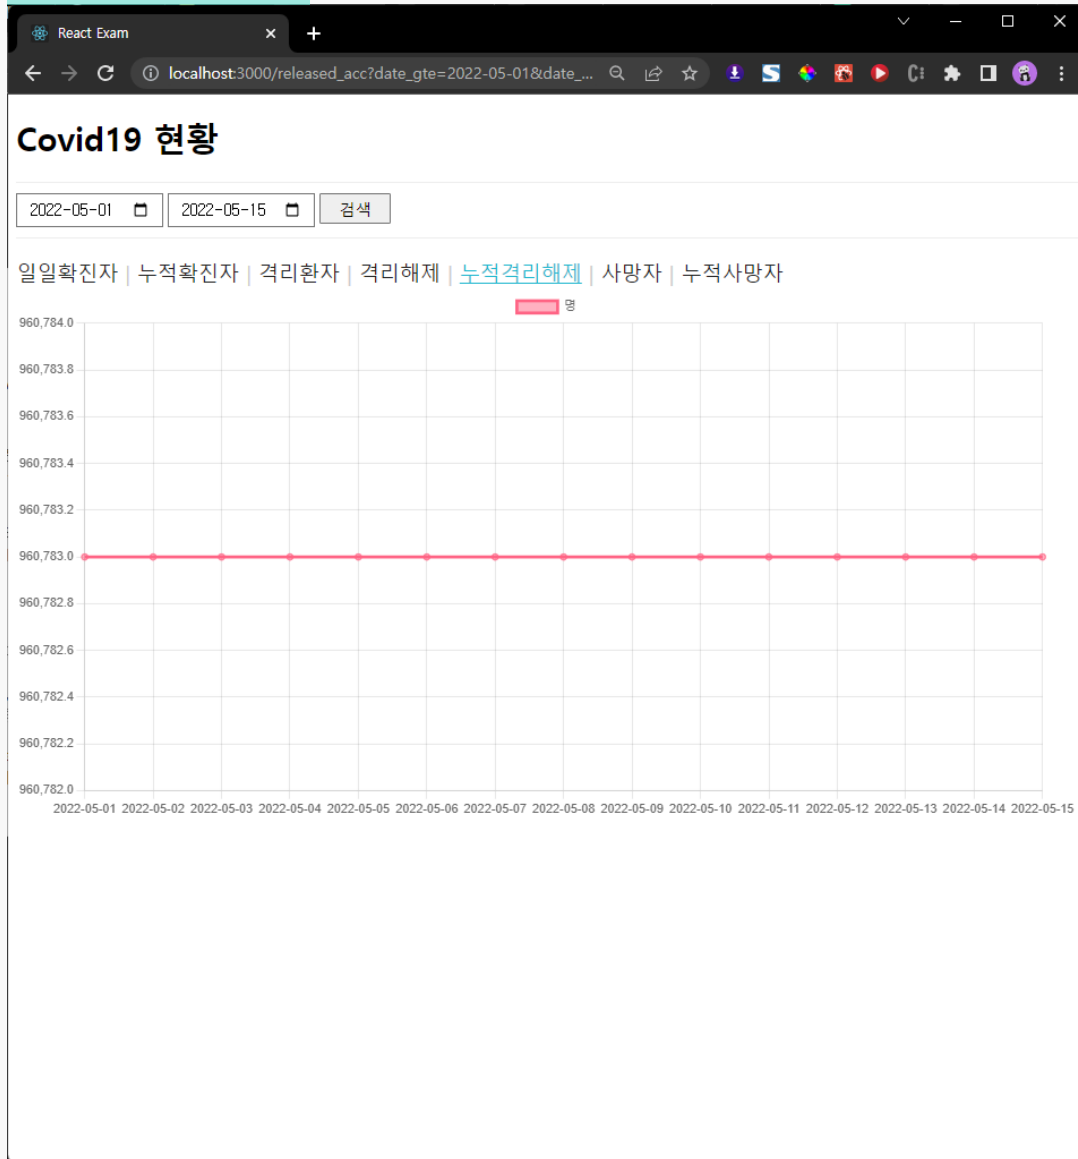 React Exam
localhost:3000/released_acc?date_gte=2022-05-01&date_...
Covid19 현황
2022-05-01 2022-05-15 검색
일일확진자 | 누적확진자 | 격리환자 | 격리해제 | 누적격리해제 | 사망자 | 누적사망자
명
960,784.0
960,783.8
960,783.6
960,783.4
960,783.2
960,783.0
960,782.8
960,782.6
960,782.4
960,782.2
960,782.0
2022-05-01 2022-05-02 2022-05-03 2022-05-04 2022-05-05 2022-05-06 2022-05-07 2022-05-08 2022-05-09 2022-05-10 2022-05-11 2022-05-12 2022-05-13 2022-05-14 2022-05-15